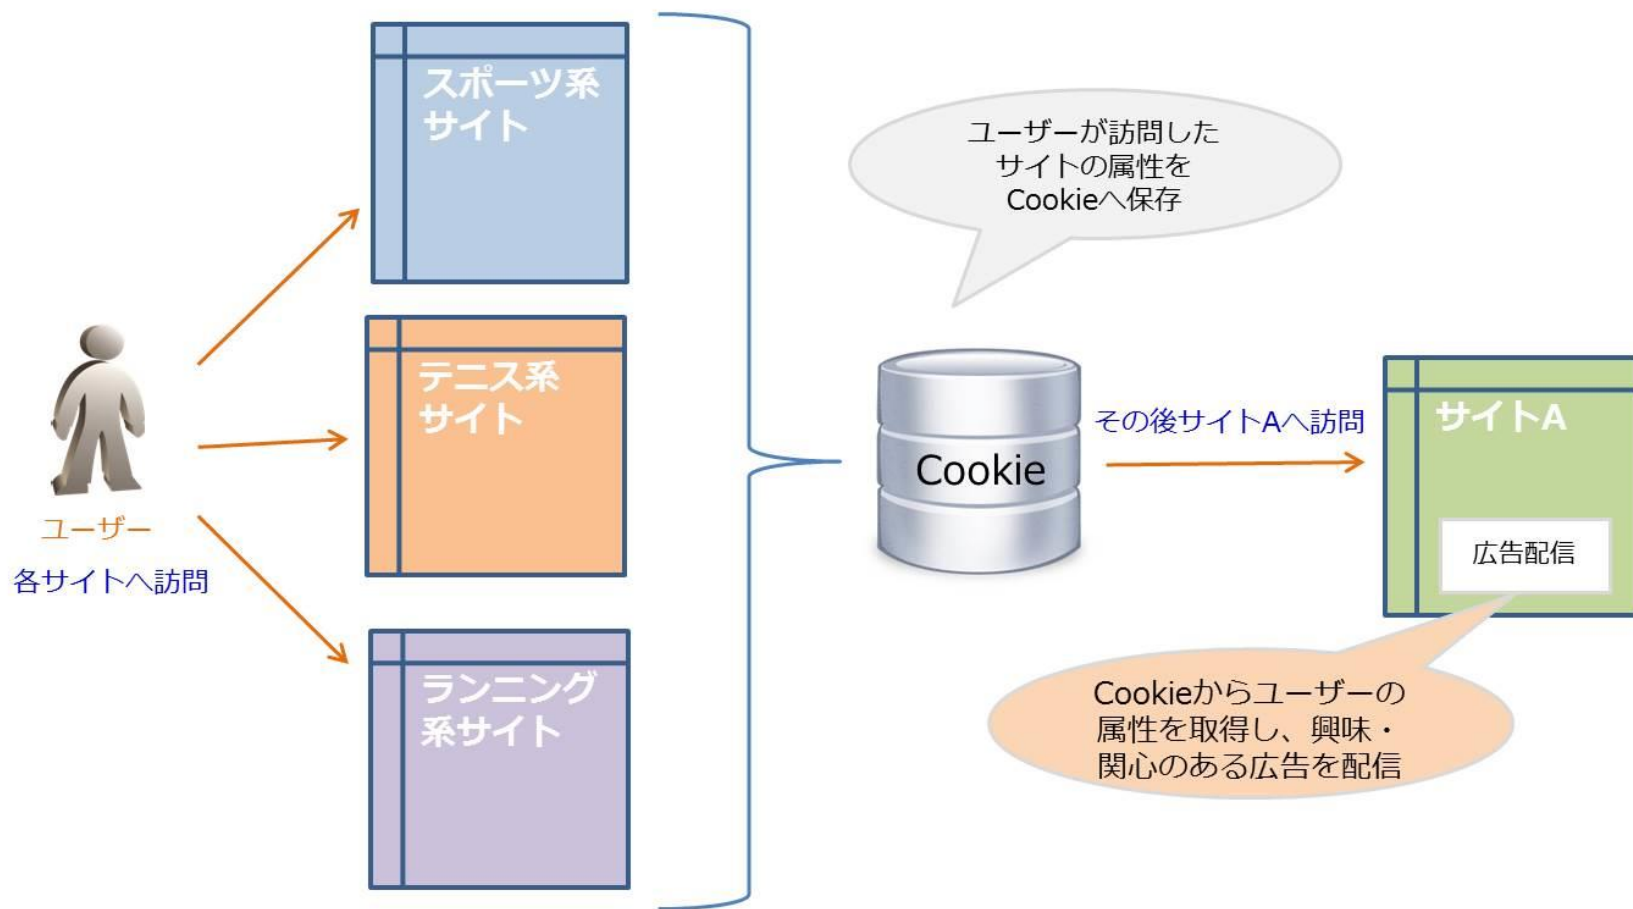 スポーツ系
サイト
ユーザーが訪問した
サイトの属性を
Cookieへ保存
テニス系
サイト
Cookie
その後サイトAへ訪問
サイトA
広告配信
ユーザー
各サイトへ訪問
ランニング
系サイト
Cookieからユーザーの
属性を取得し、興味・
関心のある広告を配信